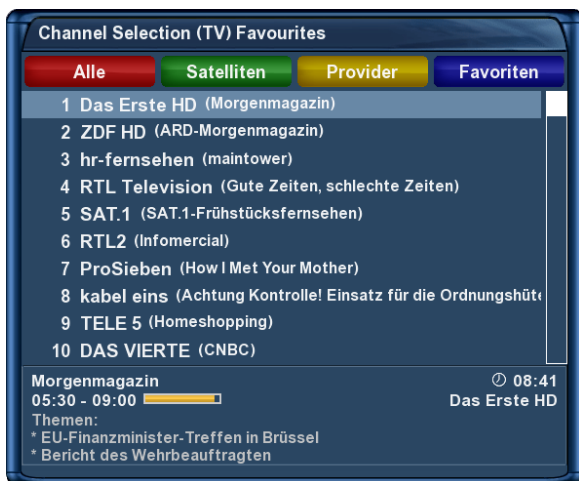 Channel Selection (TV) Favourites
Alle Satelliten Provider Favoriten
1 Das Erste HD (Morgenmagazin)
2 ZDF HD (ARD-Morgenmagazin)
3 hr-fernsehen (maintower)
4 RTL Television (Gute Zeiten, schlechte Zeiten)
5 SAT.1 (SAT.1-Frühstücksfernsehen)
6 RTL2 (Infomercial)
7 ProSieben (How I Met Your Mother)
8 kabel eins (Achtung Kontrolle! Einsatz für die Ordnungshüte
9 TELE 5 (Homeshopping)
10 DAS VIERTE (CNBC)
Morgenmagazin 08:41
05:30 - 09:00 Das Erste HD
Themen:
* EU-Finanzminister-Treffen in Brüssel
* Bericht des Wehrbeauftragten